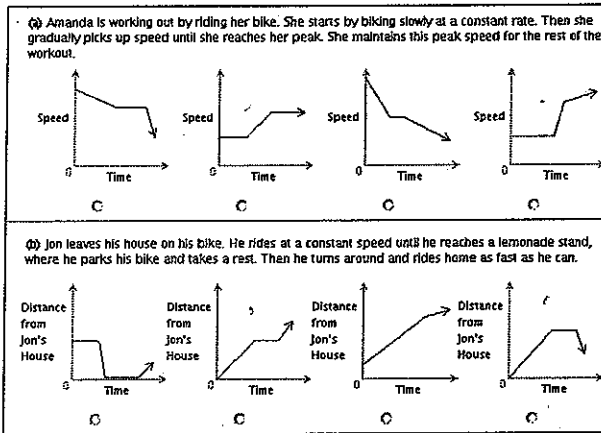 (a) Amanda is working out by riding her bike. She starts by biking slowly at a constant rate. Then she
gradually picks up speed until she reaches her peak. She maintains this peak speed for the rest of the
workout.
Speed Speed Speed Speed
0 Time 0 Time 0 Time 0 Time
(b) Jon leaves his house on his bike. He rides at a constant speed until he reaches a lemonade stand,
where he parks his bike and takes a rest. Then he turns around and rides home as fast as he can.
Distance Distance Distance Distance
from from from from
Jon's Jon's Jon's Jon's
House House House House
0 Time 0 Time 0 Time 0 Time